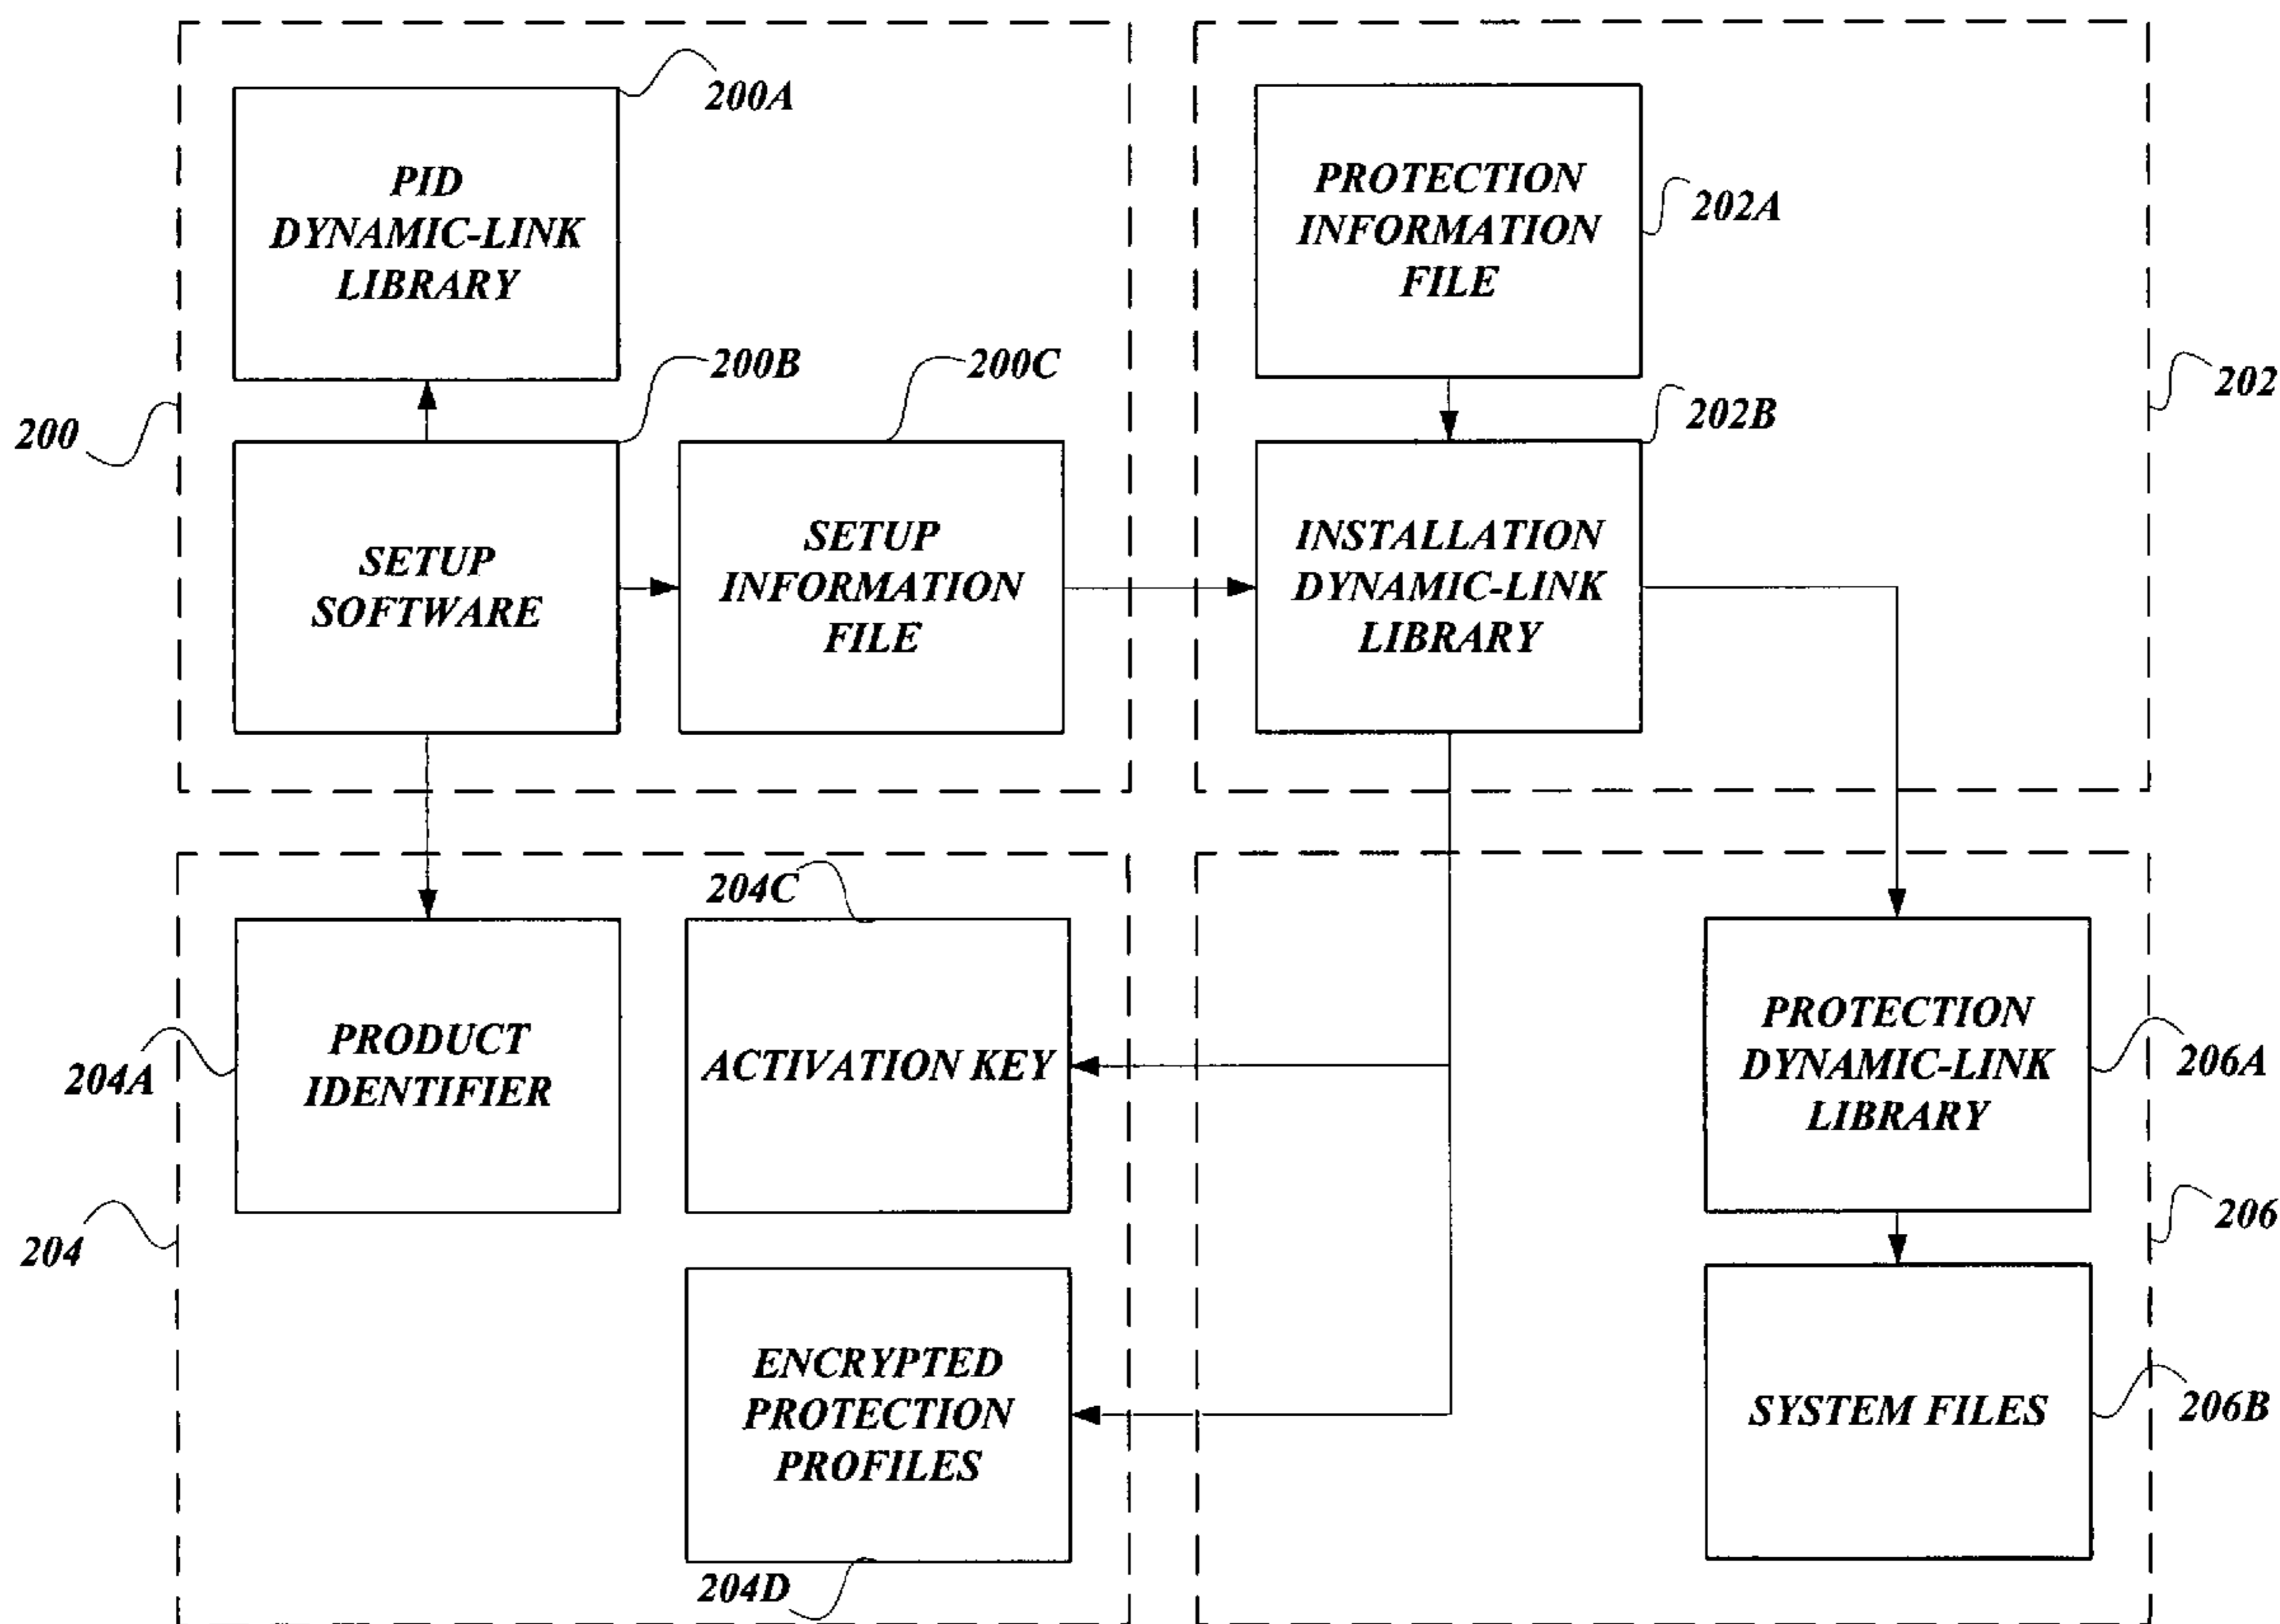 200A
PID
DYNAMIC-LINK
LIBRARY
200B
200C
200
SETUP
SOFTWARE
SETUP
INFORMATION
FILE
PROTECTION
INFORMATION
FILE
202A
202
202B
INSTALLATION
DYNAMIC-LINK
LIBRARY
204C
PRODUCT
IDENTIFIER
204A
ACTIVATION KEY
204
ENCRYPTED
PROTECTION
PROFILES
204D
PROTECTION
DYNAMIC-LINK
LIBRARY
206A
206
SYSTEM FILES
206B